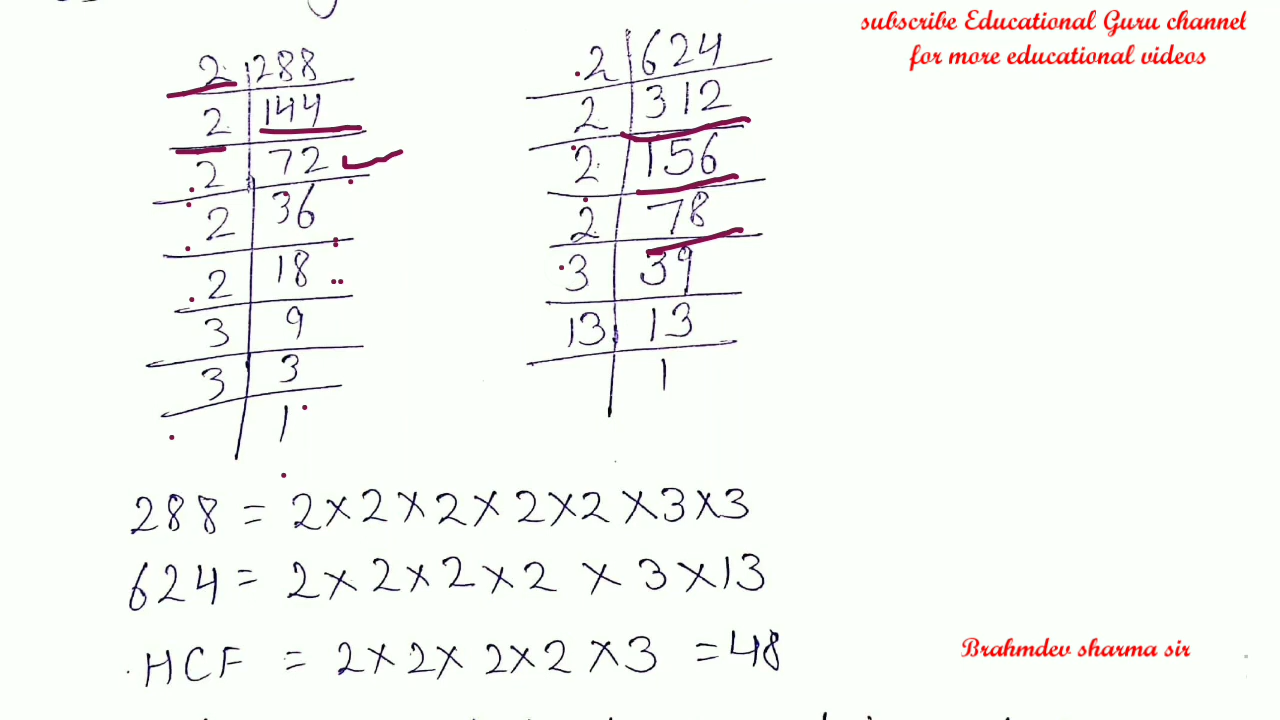 subscribe Educational Guru channel
for more educational videos
2 | 288
2 | 144
2 | 72
2 | 36
2 | 18
3 | 9
3 | 3
1
2 | 624
2 | 312
2 | 156
2 | 78
3 | 39
13 | 13
1
288 = 2×2×2×2×2×3×3
624 = 2×2×2×2×3×13
HCF = 2×2×2×2×3 = 48
Brahmdev sharma sir